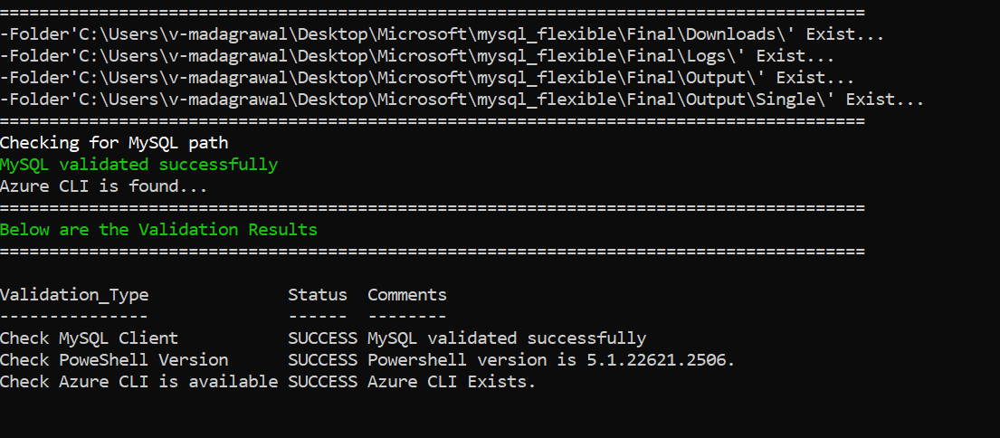 =======================================================================================
-Folder'C:\Users\v-madagrawal\Desktop\Microsoft\mysql_flexible\Final\Downloads\' Exist...
-Folder'C:\Users\v-madagrawal\Desktop\Microsoft\mysql_flexible\Final\Logs\' Exist...
-Folder'C:\Users\v-madagrawal\Desktop\Microsoft\mysql_flexible\Final\Output\' Exist...
-Folder'C:\Users\v-madagrawal\Desktop\Microsoft\mysql_flexible\Final\Output\Single\' Exist...
=======================================================================================
Checking for MySQL path
MySQL validated successfully
Azure CLI is found...
=======================================================================================
Below are the Validation Results
=======================================================================================
Validation_Type              Status  Comments
---------------              ------  --------
Check MySQL Client           SUCCESS MySQL validated successfully
Check PoweShell Version      SUCCESS Powershell version is 5.1.22621.2506.
Check Azure CLI is available SUCCESS Azure CLI Exists.